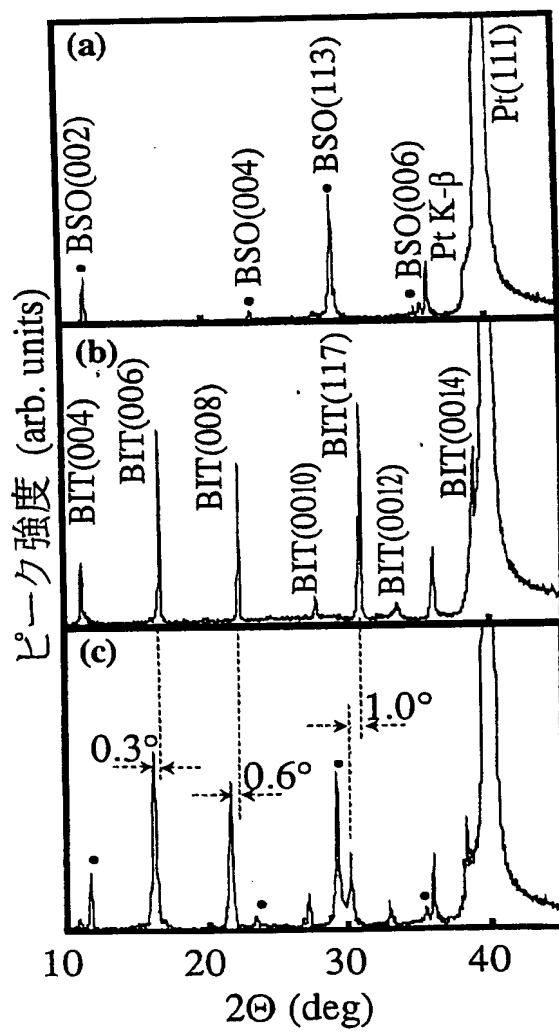 (a)
BSO(002)
BSO(004)
BSO(113)
BSO(006)
Pt K-β
Pt(111)
(b)
BIT(004)
BIT(006)
BIT(008)
BIT(0010)
BIT(117)
BIT(0012)
BIT(0014)
(c)
0.3°
0.6°
1.0°
ピーク強度 (arb. units)
10 20 30 40
2Θ (deg)